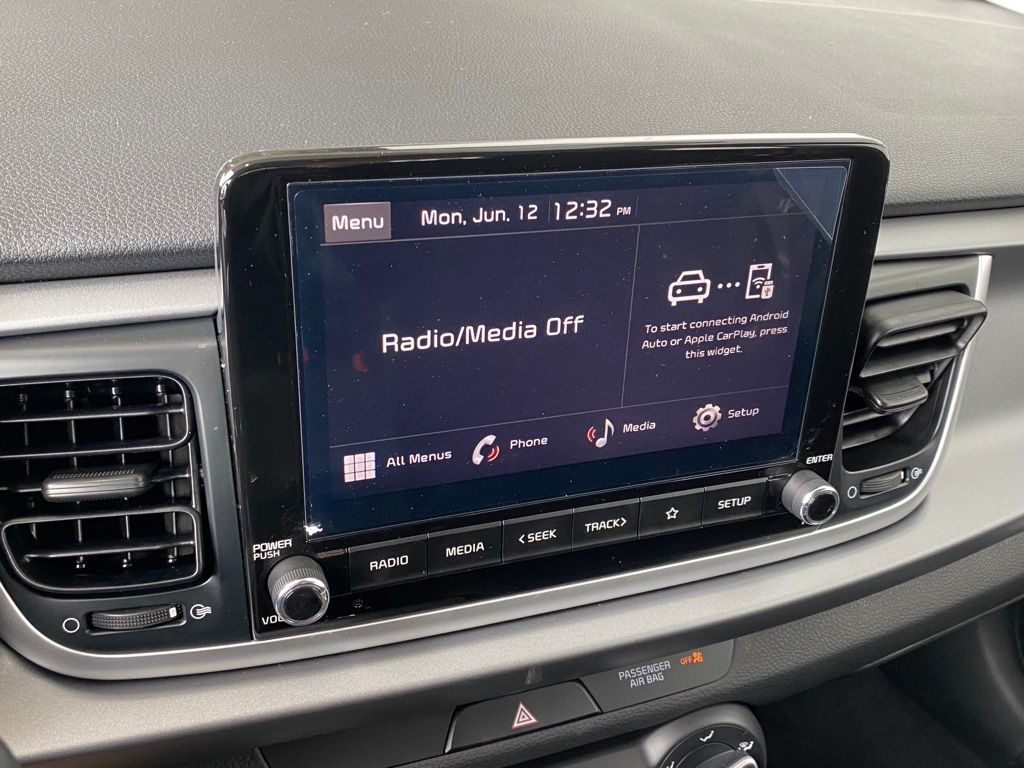 Menu Mon, Jun. 12 12:32 PM
Radio/Media Off
To start connecting Android
Auto or Apple CarPlay, press
this widget.
All Menus Phone Media Setup
POWER
PUSH
VOL
RADIO MEDIA <SEEK TRACK> ☆ SETUP
ENTER
PASSENGER
AIR BAG
OFF